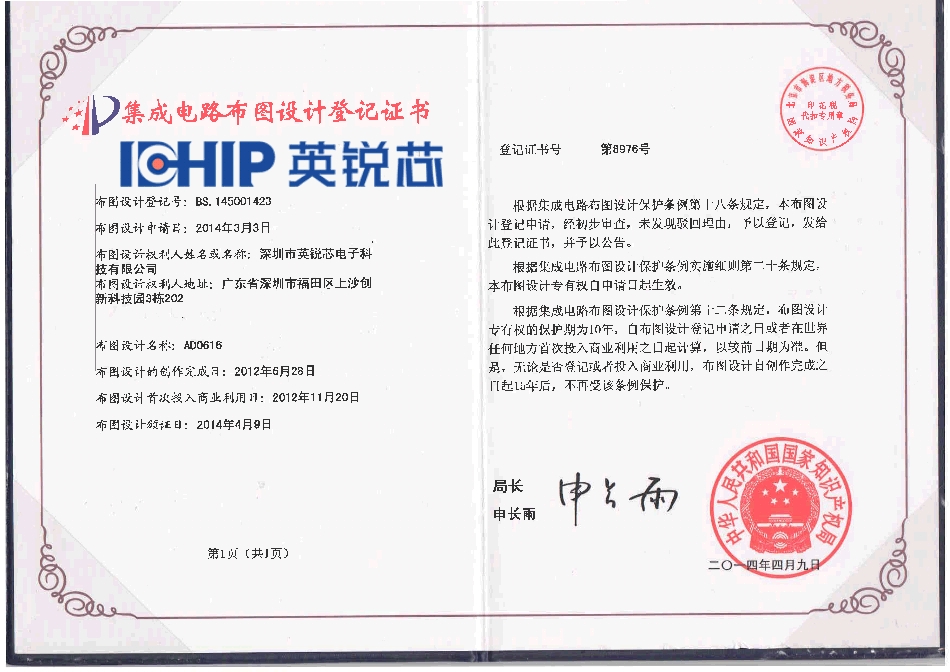 集成电路布图设计登记证书
ICHIP 英锐芯
布图设计登记号: BS.145001423
布图设计申请日: 2014年3月3日
布图设计权利人姓名或名称: 深圳市英锐芯电子科
技有限公司
布图设计权利人地址: 广东省深圳市福田区上沙创
新科技园3栋202
布图设计名称: AD0616
布图设计的创作完成日: 2012年6月28日
布图设计首次投入商业利用日: 2012年11月20日
布图设计颁证日: 2014年4月9日
第1页 (共1页)
印花税
代扣专用章
国家知识产权局
登记证书号 第8976号
根据集成电路布图设计保护条例第十八条规定, 本布图设
计登记申请, 经初步审查, 未发现驳回理由, 予以登记, 发给
此登记证书, 并予以公告。
根据集成电路布图设计保护条例实施细则第二十条规定,
本布图设计专有权自申请日起生效。
根据集成电路布图设计保护条例第十二条规定, 布图设计
专有权的保护期为10年, 自布图设计登记申请之日或者在世界
任何地方首次投入商业利用之日起计算, 以较前日期为准。但
是, 无论是否登记或者投入商业利用, 布图设计自创作完成之
日起15年后, 不再受该条例保护。
局长
申长雨
申长雨
中华人民共和国国家知识产权局
二〇一四年四月九日